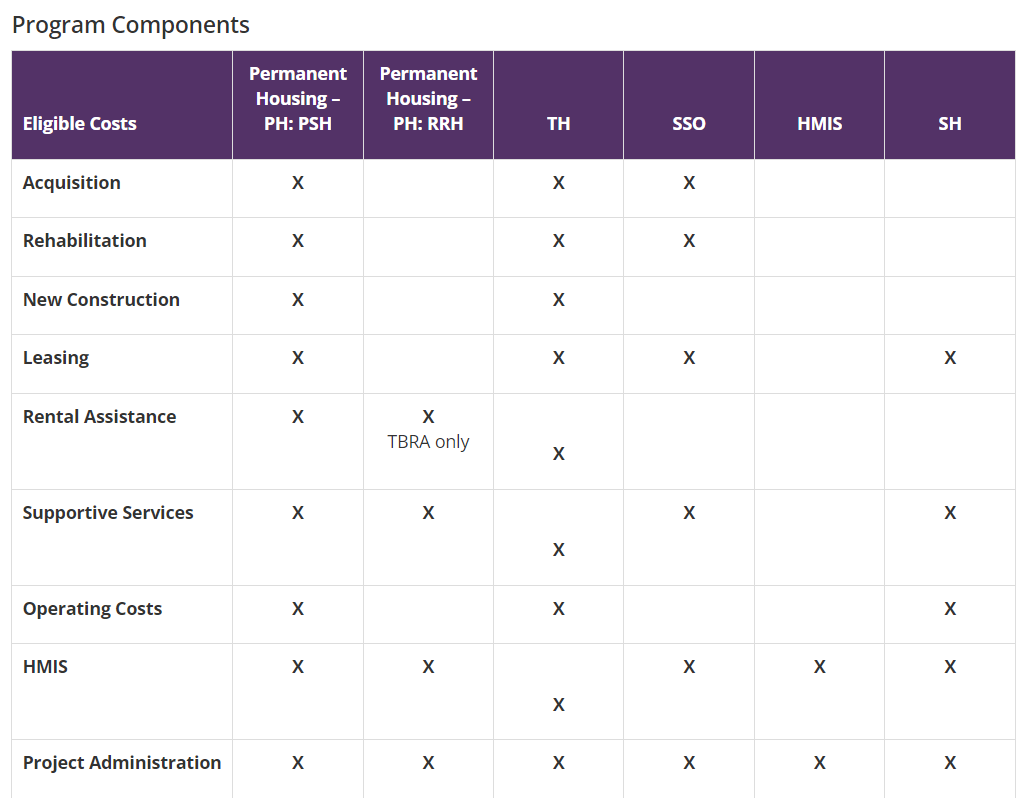 Program Components
Eligible Costs
Permanent
Housing –
PH: PSH
Permanent
Housing –
PH: RRH
TH
SSO
HMIS
SH
Acquisition X X X
Rehabilitation X X X
New Construction X X
Leasing X X X X
Rental Assistance X X
TBRA only
X
Supportive Services X X X X
X
Operating Costs X X X
HMIS X X X X X
X
Project Administration X X X X X X